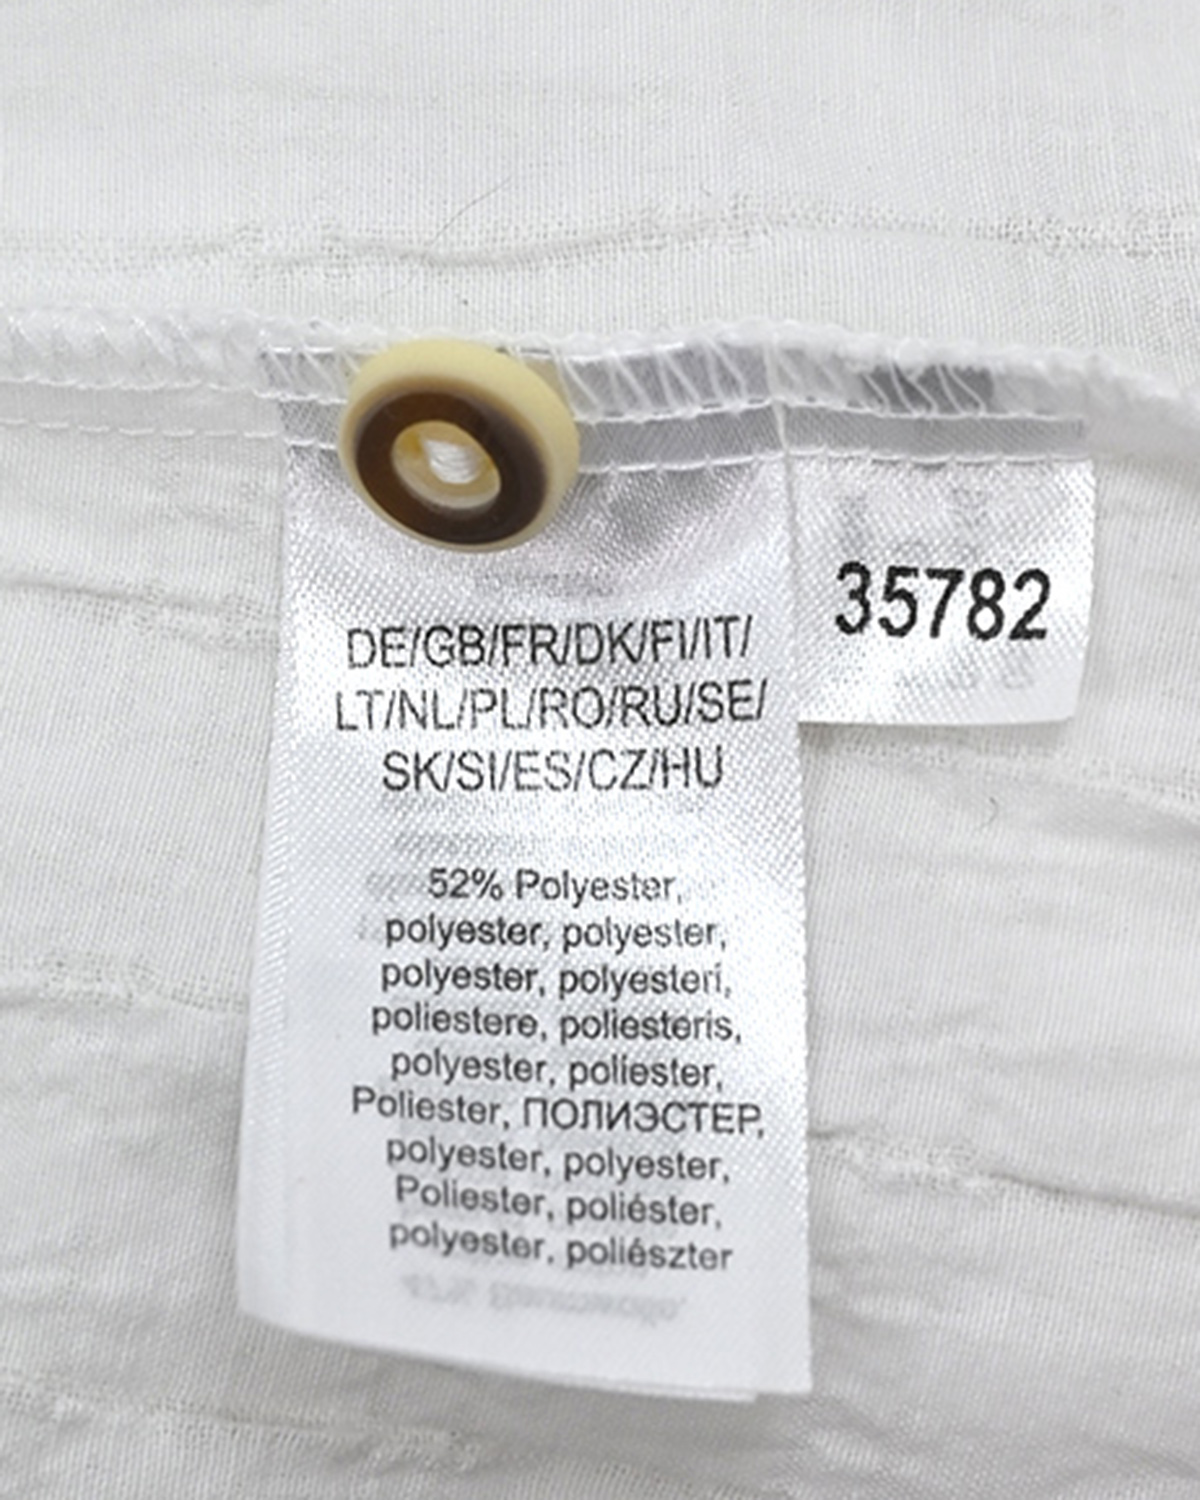 DE/GB/FR/DK/FI/IT/
LT/NL/PL/RO/RU/SE/
SK/SI/ES/CZ/HU
52% Polyester,
polyester, polyester,
polyester, polyesteri,
poliestere, poliesteris,
polyester, poliester,
Poliester, ПОЛИЭСТЕР,
polyester, polyester,
Poliester, poliéster,
polyester, poliészter
35782